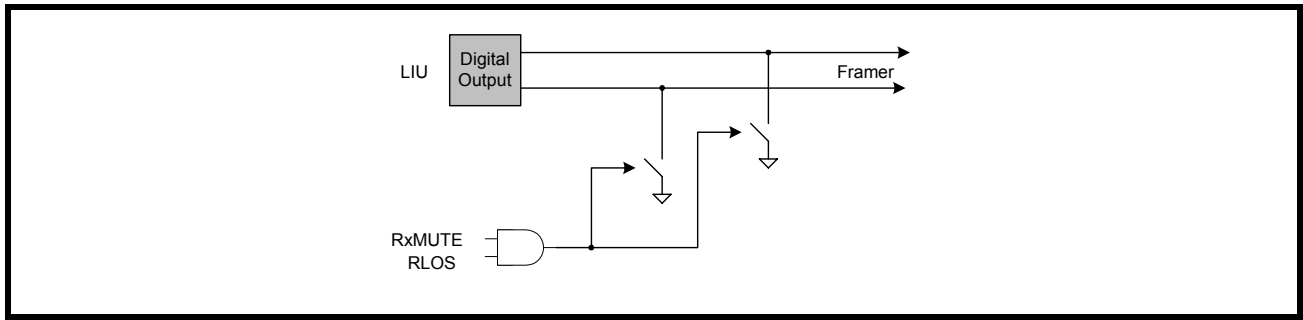 LIU
Digital
Output
Framer
RxMUTE
RLOS